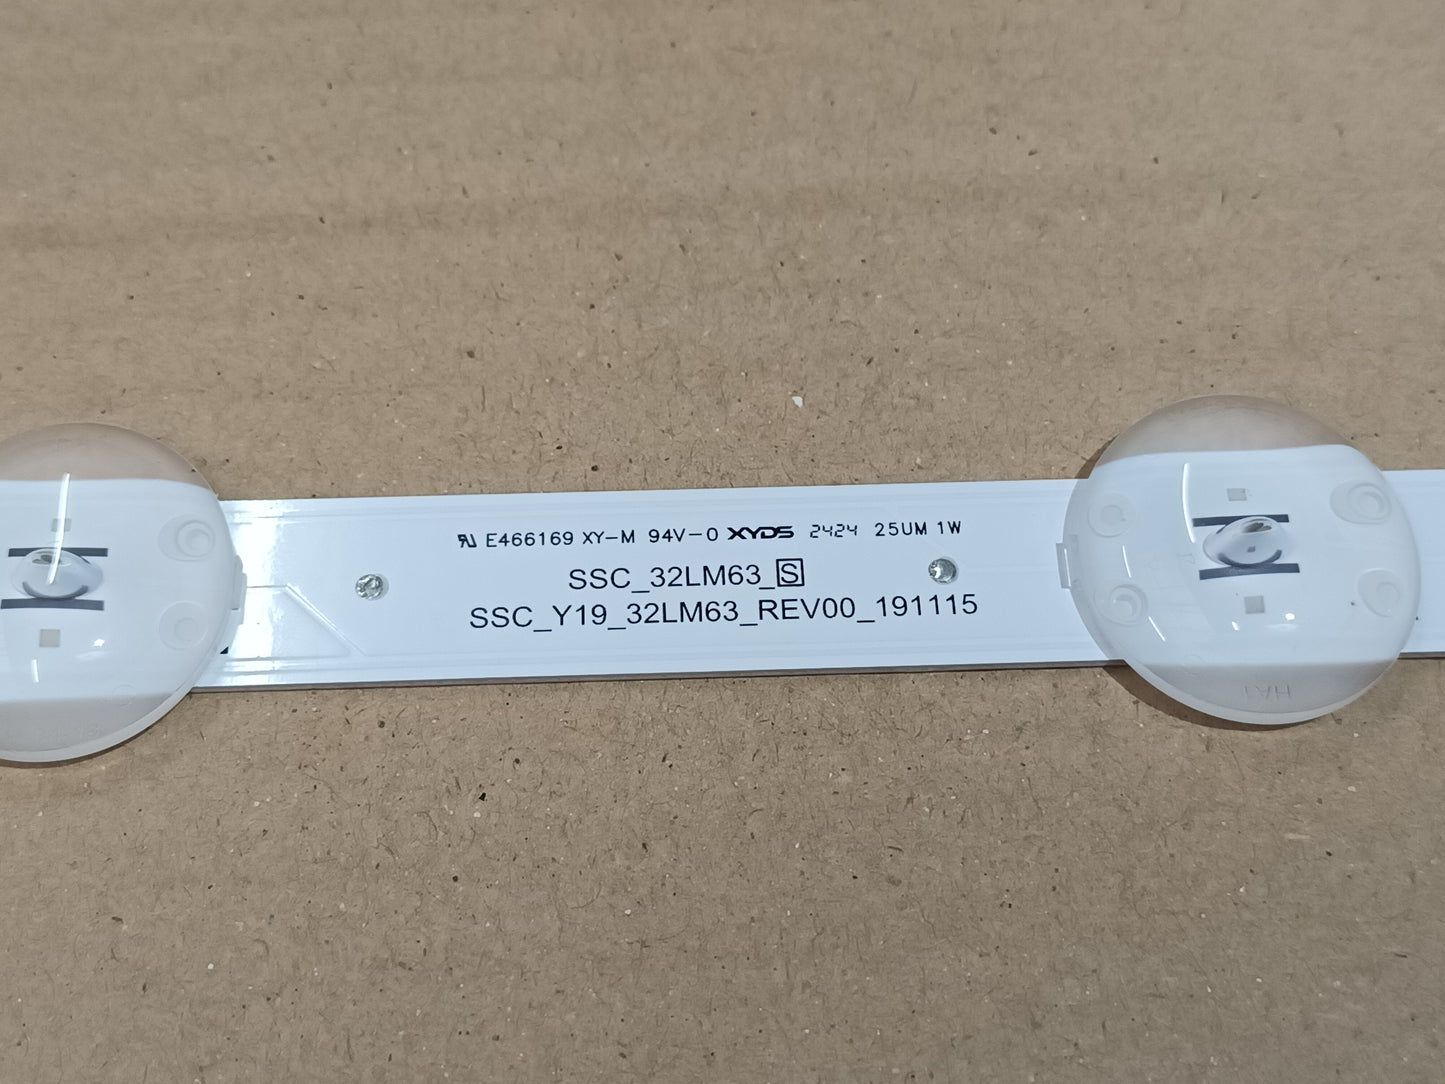 E466169 XY-M 94V-0 XYDS 2424 25UM 1W
SSC_32LM63_S
SSC_Y19_32LM63_REV00_191115